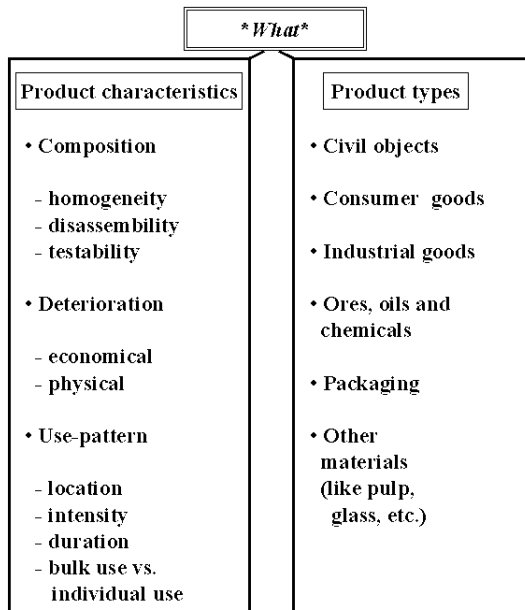 *What*
Product characteristics
• Composition
- homogeneity
- disassembility
- testability
• Deterioration
- economical
- physical
• Use-pattern
- location
- intensity
- duration
- bulk use vs.
individual use
Product types
• Civil objects
• Consumer goods
• Industrial goods
• Ores, oils and
chemicals
• Packaging
• Other
materials
(like pulp,
glass, etc.)